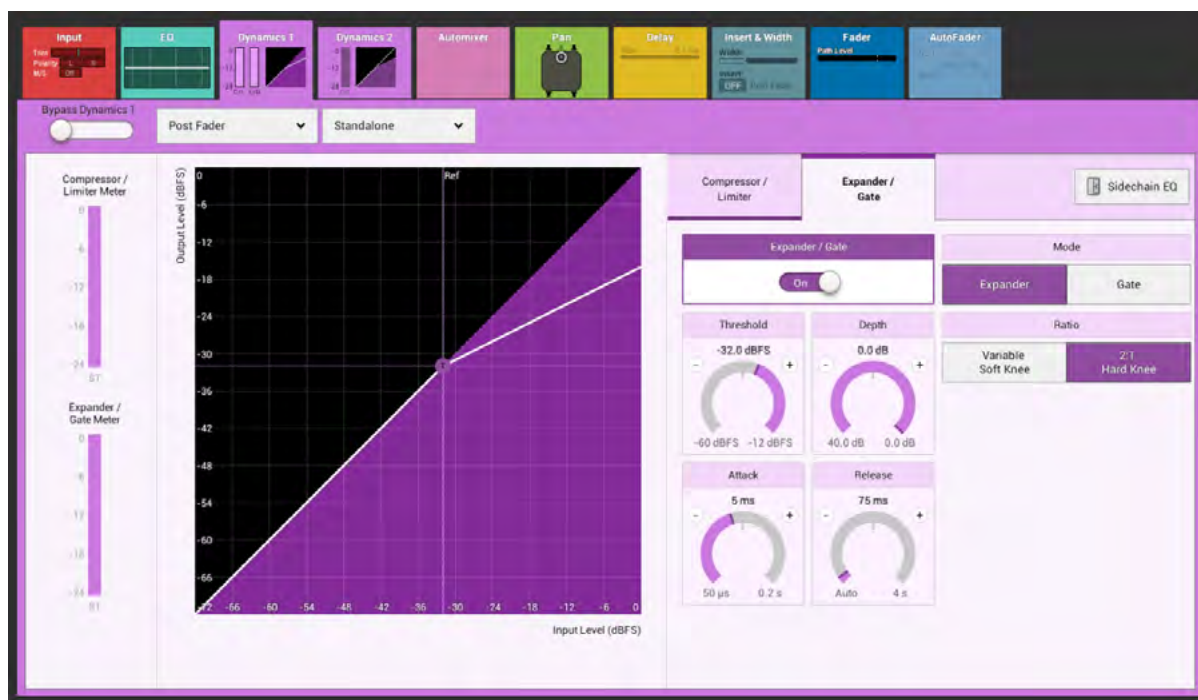 Input
EQ
Dynamics 1
Dynamics 2
Automixer
Pan
Delay
Insert & Width
Fader
AutoFader
Trim
Polarity L R
M/S Off
Width
Insert
OFF
Path Level
Bypass Dynamics 1
Post Fader
Standalone
Compressor /
Limiter Meter
0
-6
-12
-18
-24
ST
Expander /
Gate Meter
0
-6
-12
-18
-24
ST
Output Level (dBFS)
0
Ref
-6
-12
-18
-24
-30
-36
-42
-48
-54
-60
-66
-72 -66 -60 -54 -48 -42 -36 -30 -24 -18 -12 -6 0
Input Level (dBFS)
Compressor /
Limiter
Expander /
Gate
Sidechain EQ
Expander / Gate
On
Mode
Expander
Gate
Threshold
-32.0 dBFS
- +
-60 dBFS -12 dBFS
Depth
0.0 dB
- +
40.0 dB 0.0 dB
Ratio
Variable
Soft Knee
2:1
Hard Knee
Attack
5 ms
- +
50 µs 0.2 s
Release
75 ms
- +
Auto 4 s